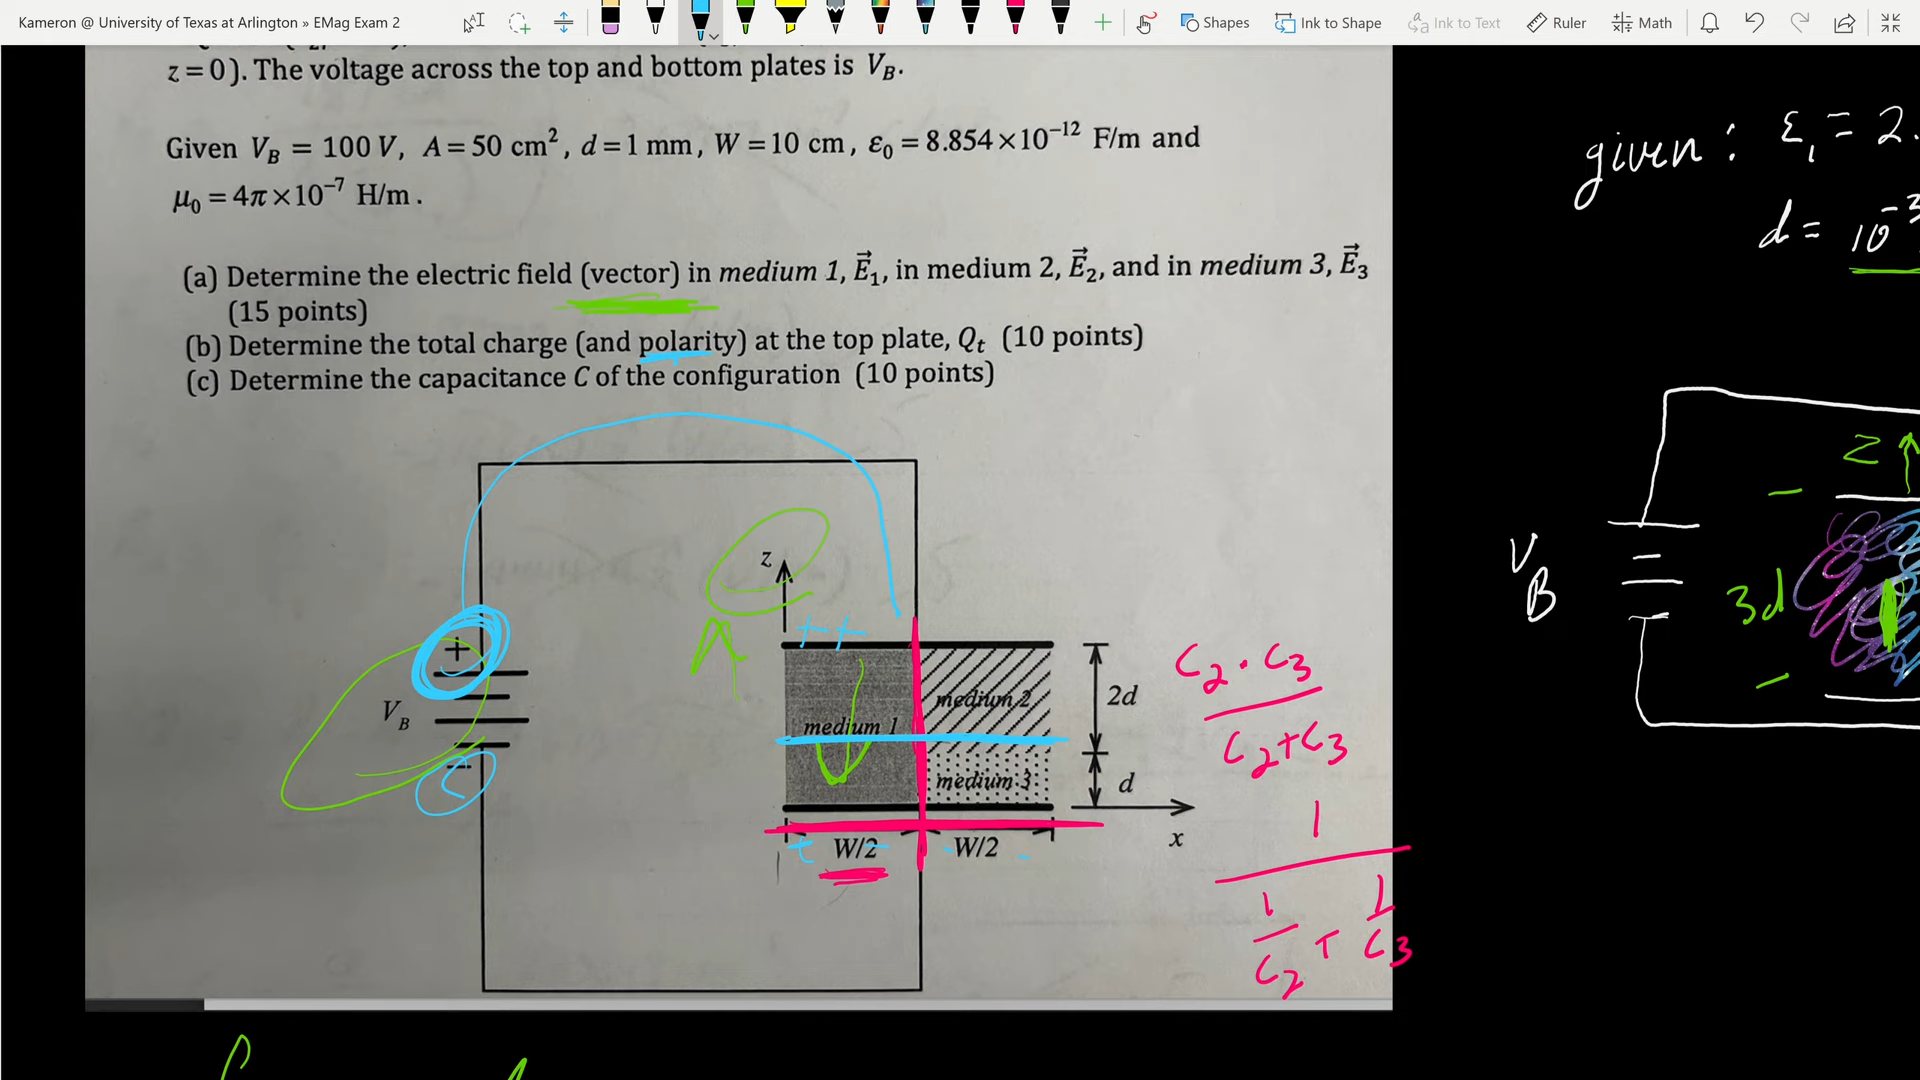 Kameron @ University of Texas at Arlington » EMag Exam 2
Shapes
Ink to Shape
Ink to Text
Ruler
Math
z = 0). The voltage across the top and bottom plates is V_B.
Given V_B = 100 V, A = 50 cm², d = 1 mm, W = 10 cm, ε₀ = 8.854×10⁻¹² F/m and
μ₀ = 4π×10⁻⁷ H/m.
(a) Determine the electric field (vector) in medium 1, E⃗₁, in medium 2, E⃗₂, and in medium 3, E⃗₃
(15 points)
(b) Determine the total charge (and polarity) at the top plate, Q_t (10 points)
(c) Determine the capacitance C of the configuration (10 points)
z
+ +
+
V_B
−
medium 1
medium 2
medium 3
2d
d
x
W/2
W/2
A
C₂ · C₃
C₂ + C₃
1
1 1
C₂ + C₃
given: ε₁ = 2.
d = 10⁻³
V_B
z
3d